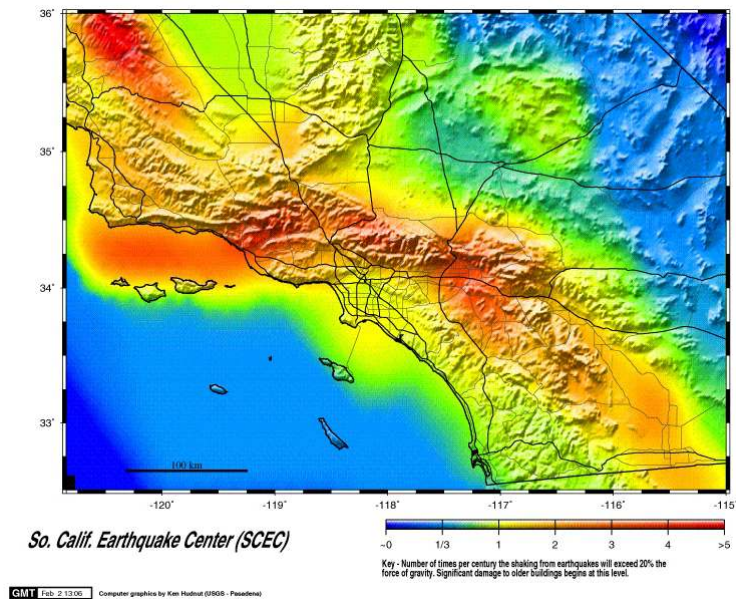 36˚
35˚
34˚
33˚
100 km
-120˚ -119˚ -118˚ -117˚ -116˚ -115˚
So. Calif. Earthquake Center (SCEC)
~0 1/3 1 2 3 4 >5
Key - Number of times per century the shaking from earthquakes will exceed 20% the
force of gravity. Significant damage to older buildings begins at this level.
GMT Feb 2 13:06 Computer graphics by Ken Hudnut (USGS - Pasadena)